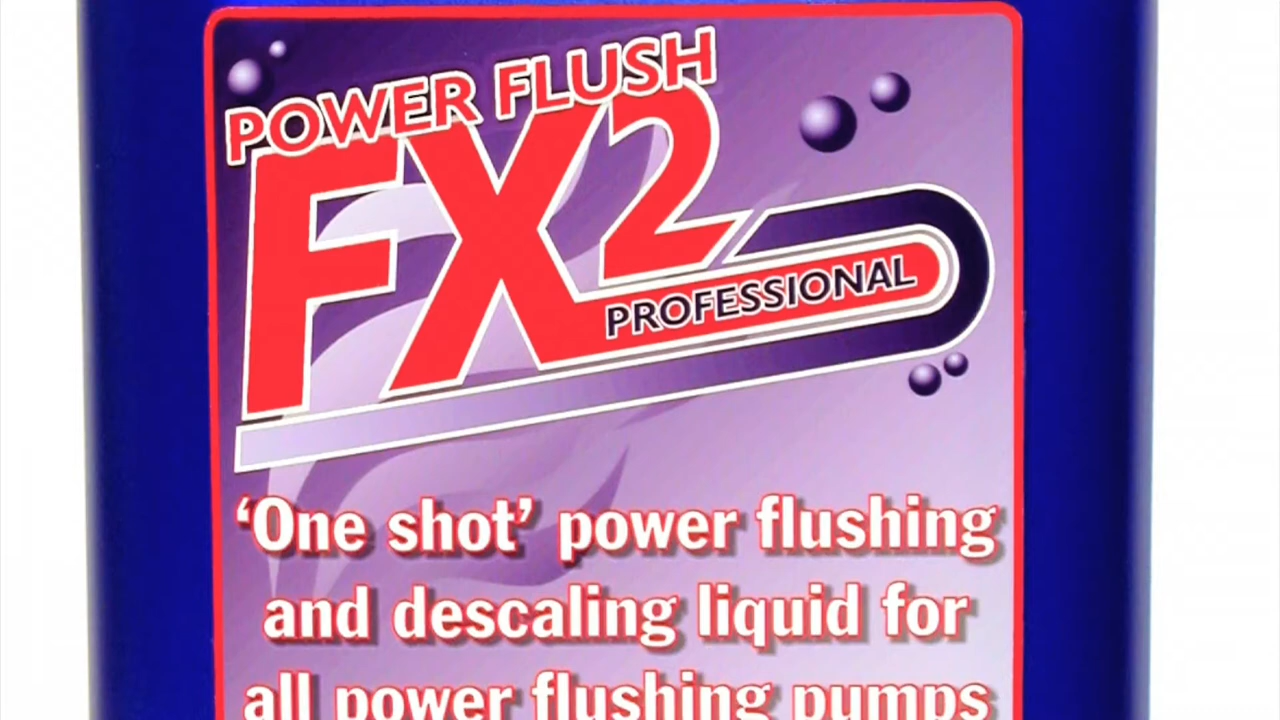 POWER FLUSH
FX2
PROFESSIONAL
‘One shot’ power flushing
and descaling liquid for
all power flushing pumps